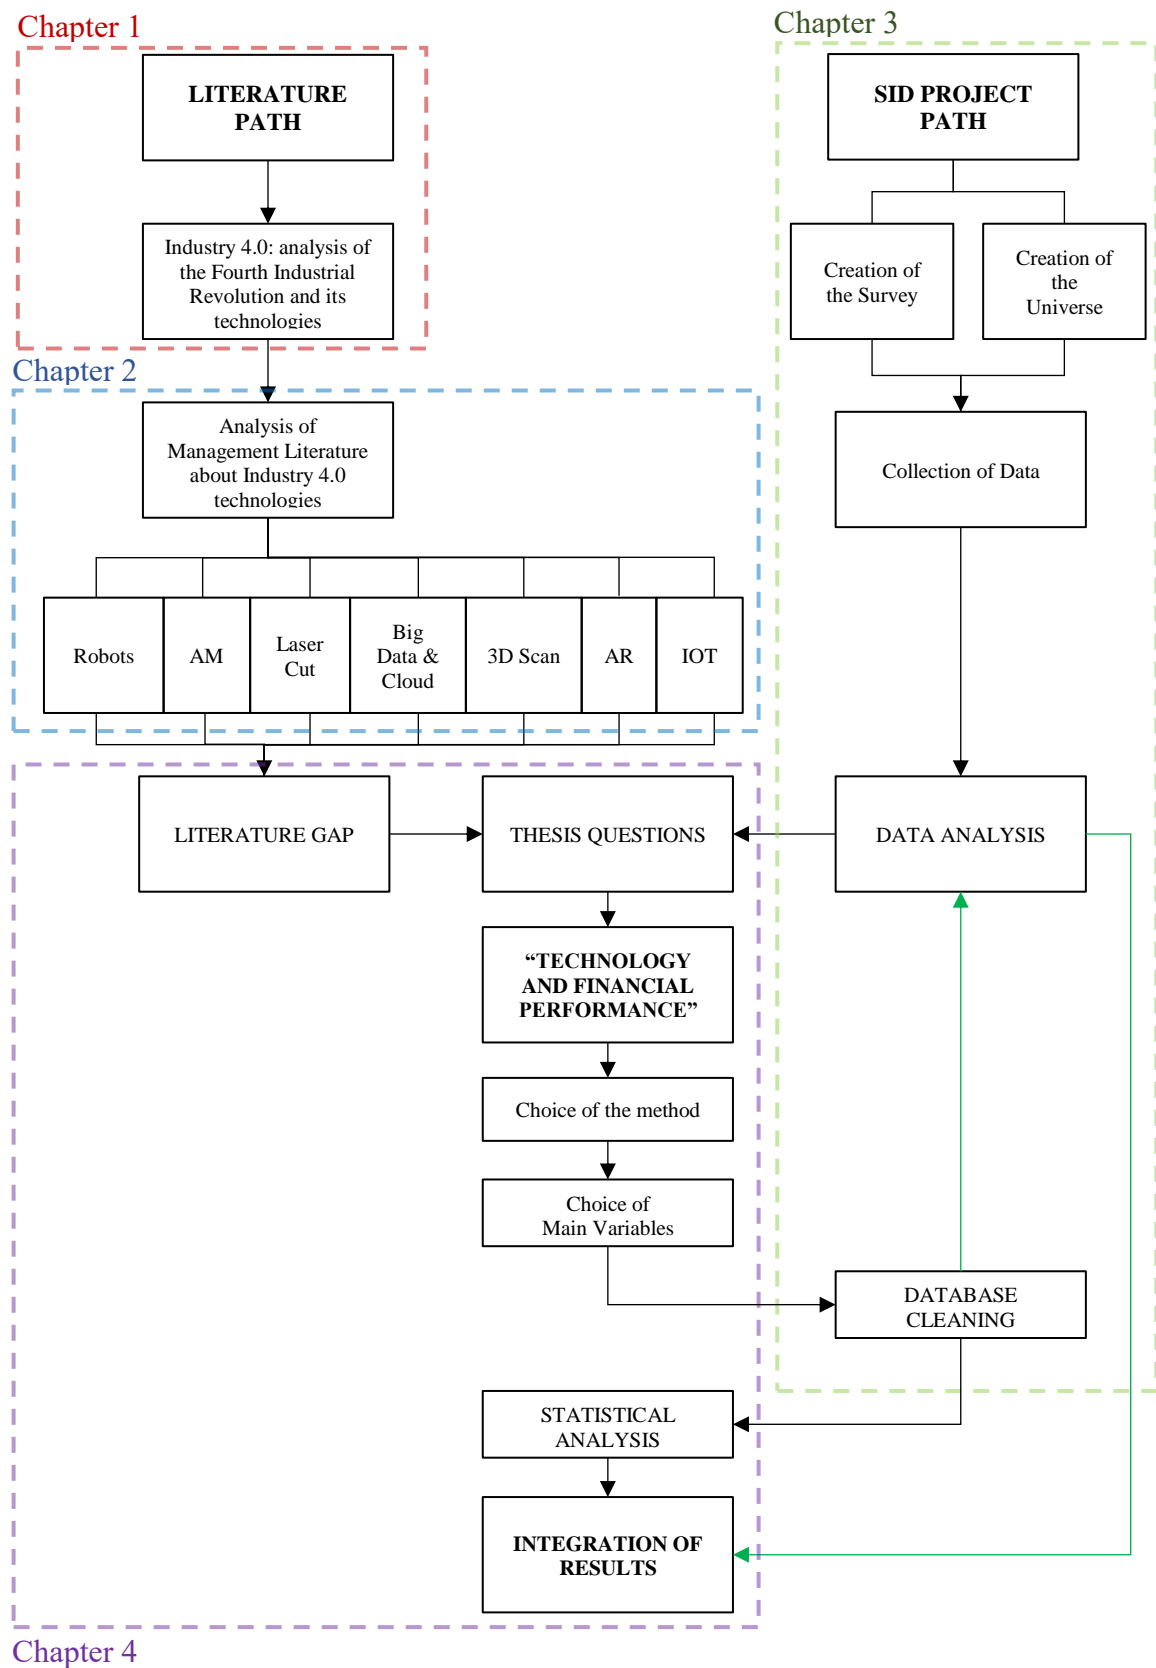 Chapter 1
LITERATURE
PATH
Industry 4.0: analysis of
the Fourth Industrial
Revolution and its
technologies
Chapter 2
Analysis of
Management Literature
about Industry 4.0
technologies
Robots
AM
Laser
Cut
Big
Data &
Cloud
3D Scan
AR
IOT
Chapter 3
SID PROJECT
PATH
Creation of
the Survey
Creation of
the
Universe
Collection of Data
LITERATURE GAP
THESIS QUESTIONS
DATA ANALYSIS
“TECHNOLOGY
AND FINANCIAL
PERFORMANCE”
Choice of the method
Choice of
Main Variables
DATABASE
CLEANING
STATISTICAL
ANALYSIS
INTEGRATION OF
RESULTS
Chapter 4